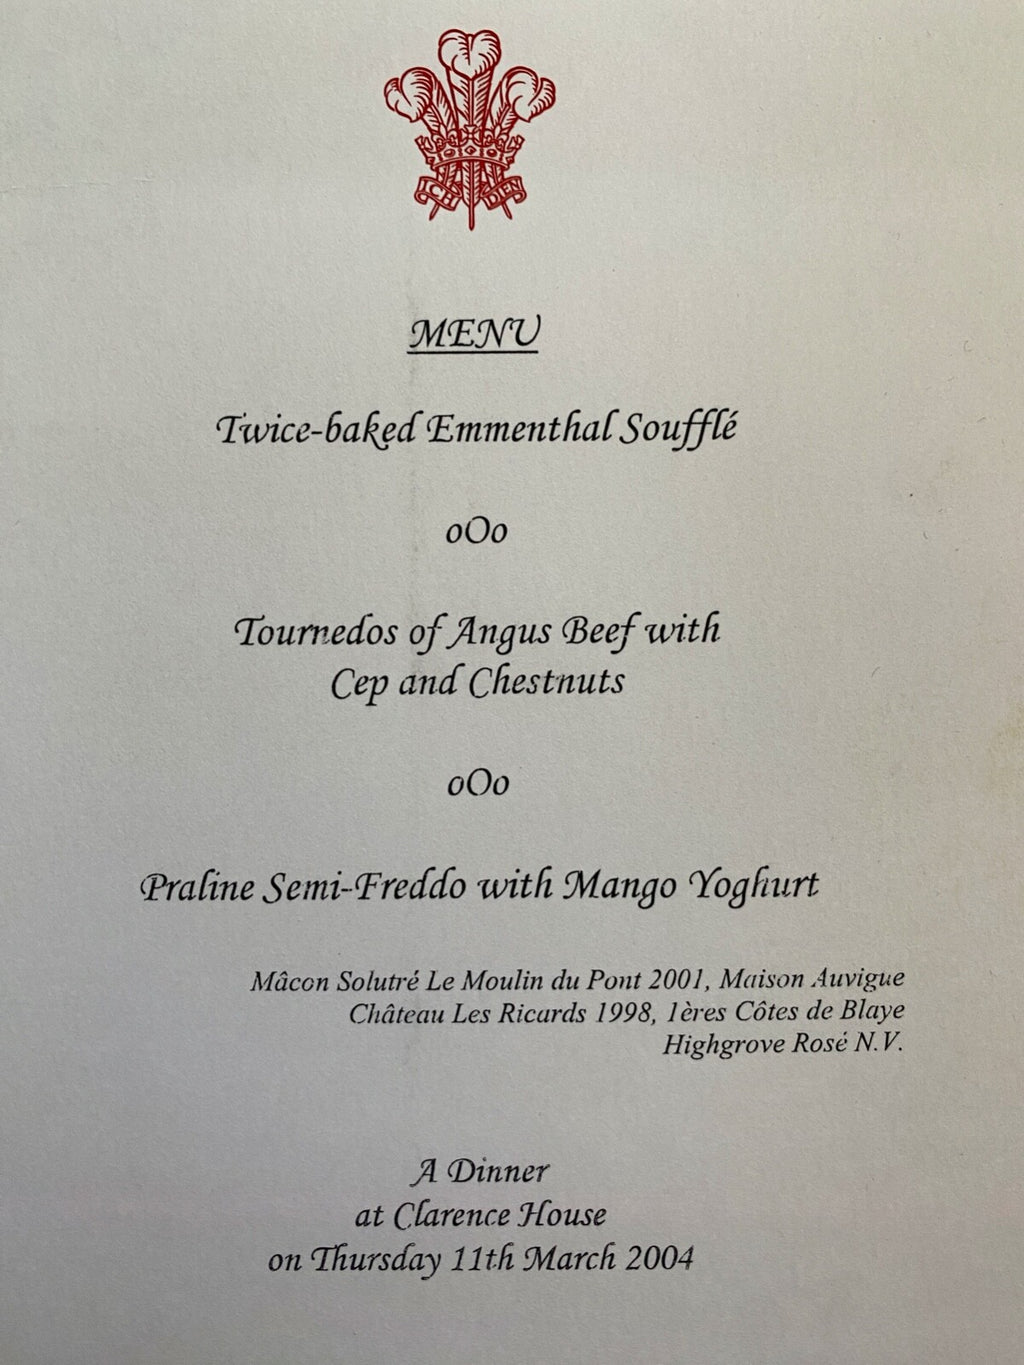 ICH DIEN
MENU
Twice-baked Emmenthal Soufflé
oOo
Tournedos of Angus Beef with
Cep and Chestnuts
oOo
Praline Semi-Freddo with Mango Yoghurt
Mâcon Solutré Le Moulin du Pont 2001, Maison Auvigue
Château Les Ricards 1998, 1ères Côtes de Blaye
Highgrove Rosé N.V.
A Dinner
at Clarence House
on Thursday 11th March 2004